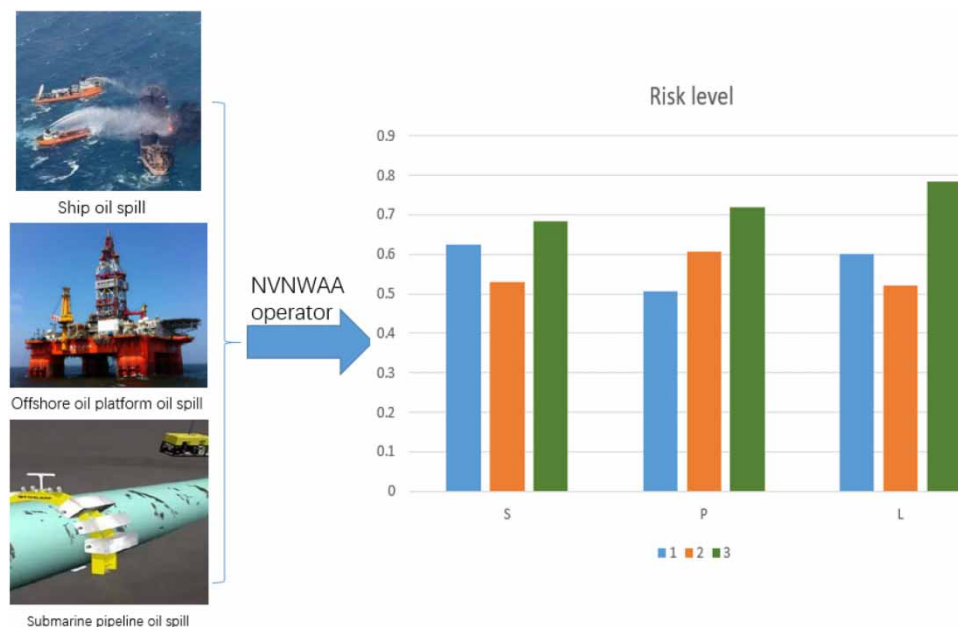 Ship oil spill
Offshore oil platform oil spill
Submarine pipeline oil spill
NVNWAA
operator
Risk level
0.9
0.8
0.7
0.6
0.5
0.4
0.3
0.2
0.1
0
S P L
1 2 3